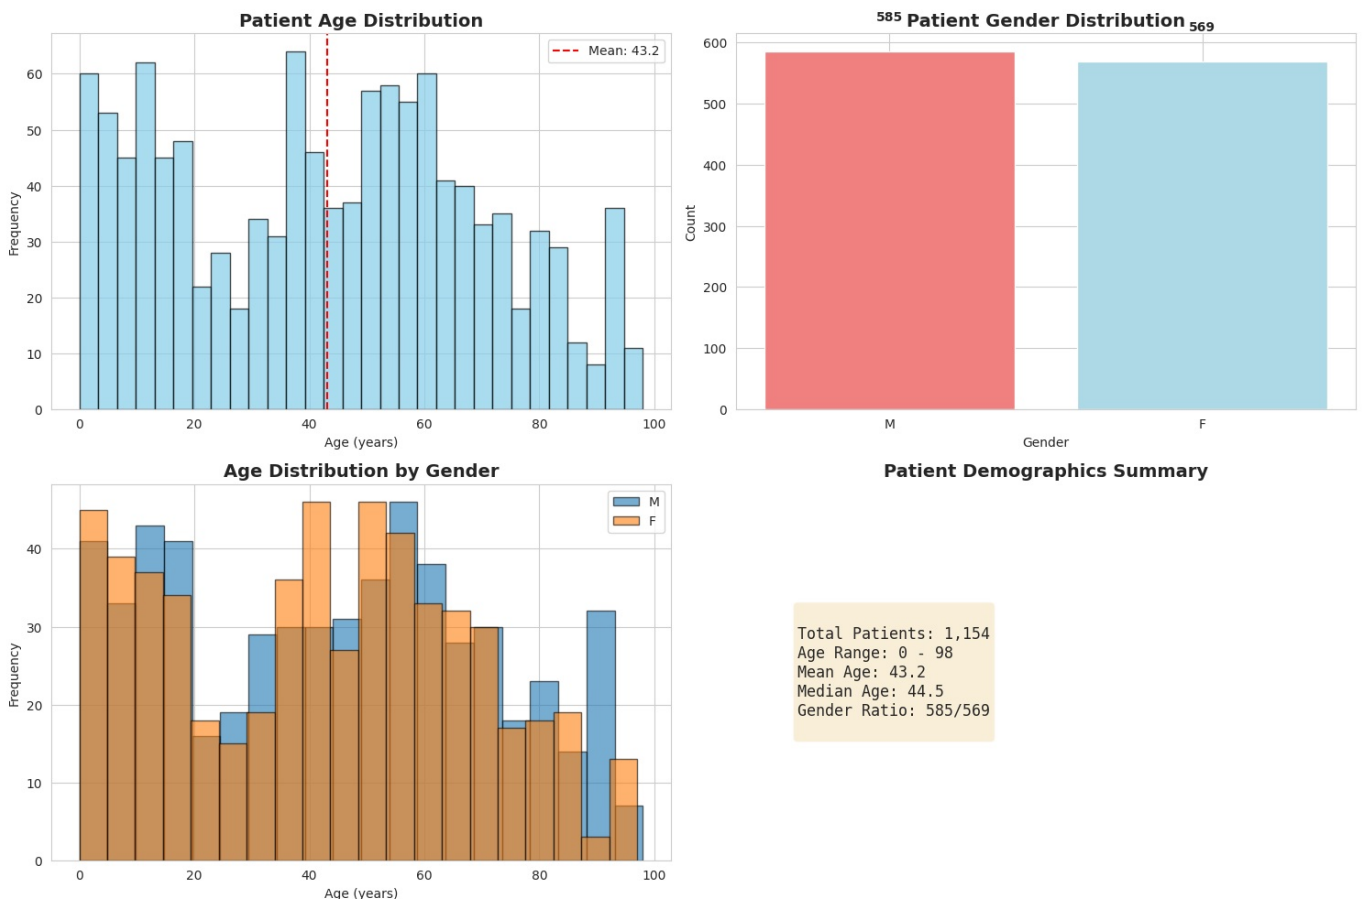 Patient Age Distribution
Mean: 43.2
60
50
40
30
20
10
0
Frequency
0 20 40 60 80 100
Age (years)
585 Patient Gender Distribution 569
600
500
400
300
200
100
0
Count
M F
Gender
Age Distribution by Gender
M
F
40
30
20
10
0
Frequency
0 20 40 60 80 100
Age (years)
Patient Demographics Summary
Total Patients: 1,154
Age Range: 0 - 98
Mean Age: 43.2
Median Age: 44.5
Gender Ratio: 585/569